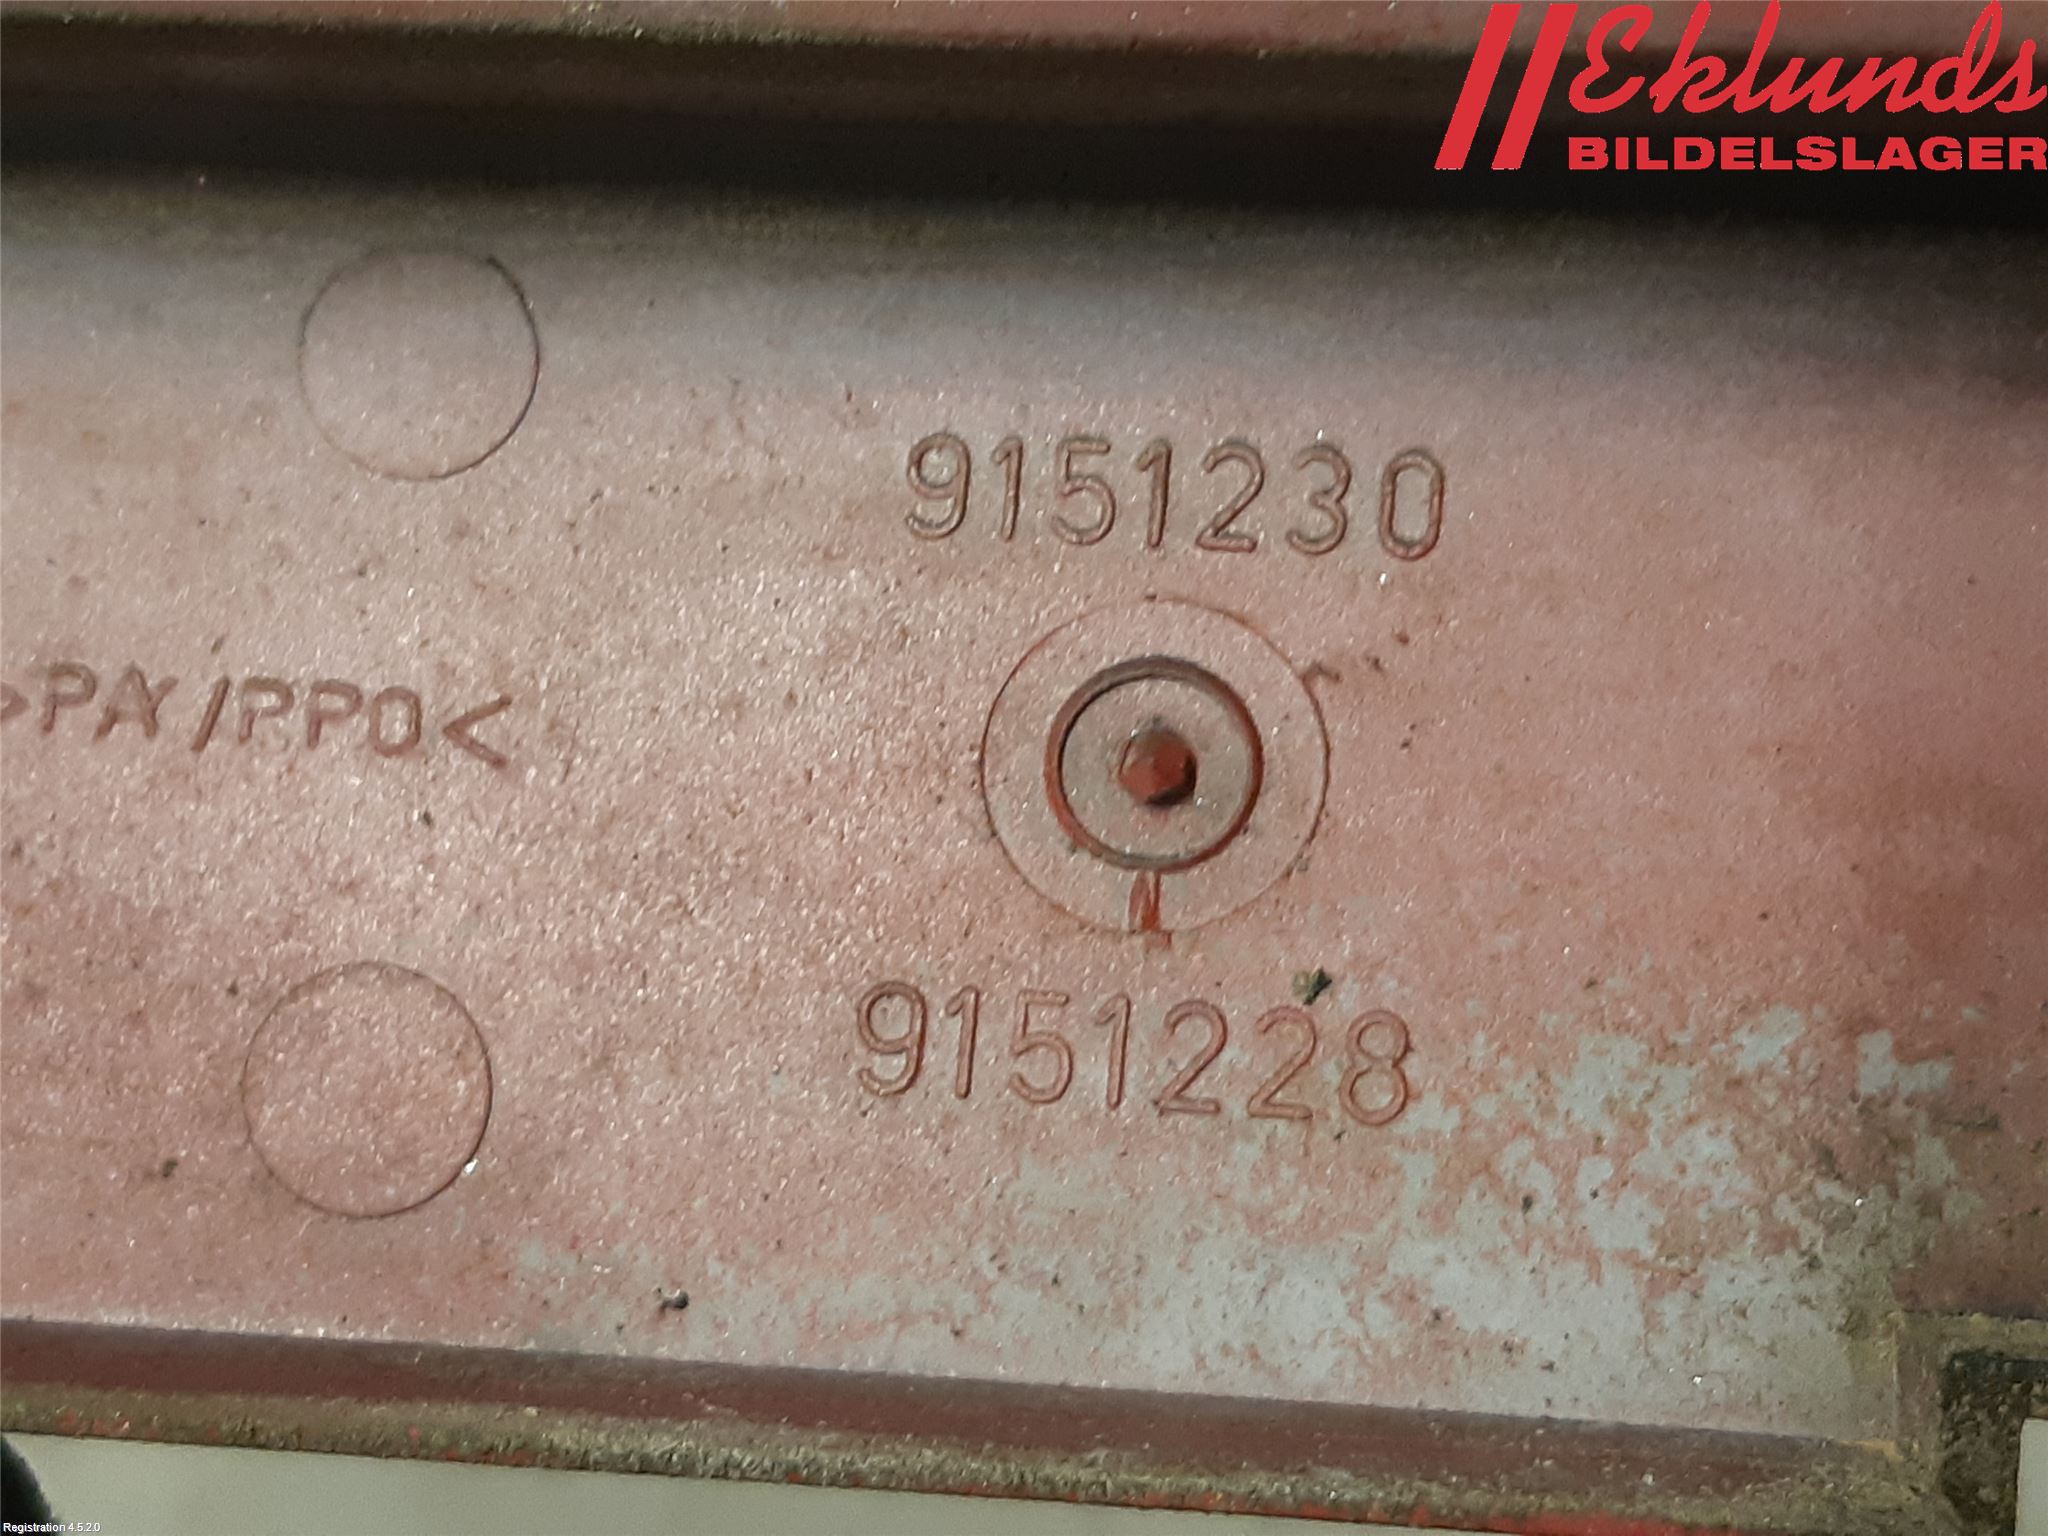 Eklunds
BILDELSLAGER
9151230
>PA/PPO<
9151228
Registration 4.5.2.0